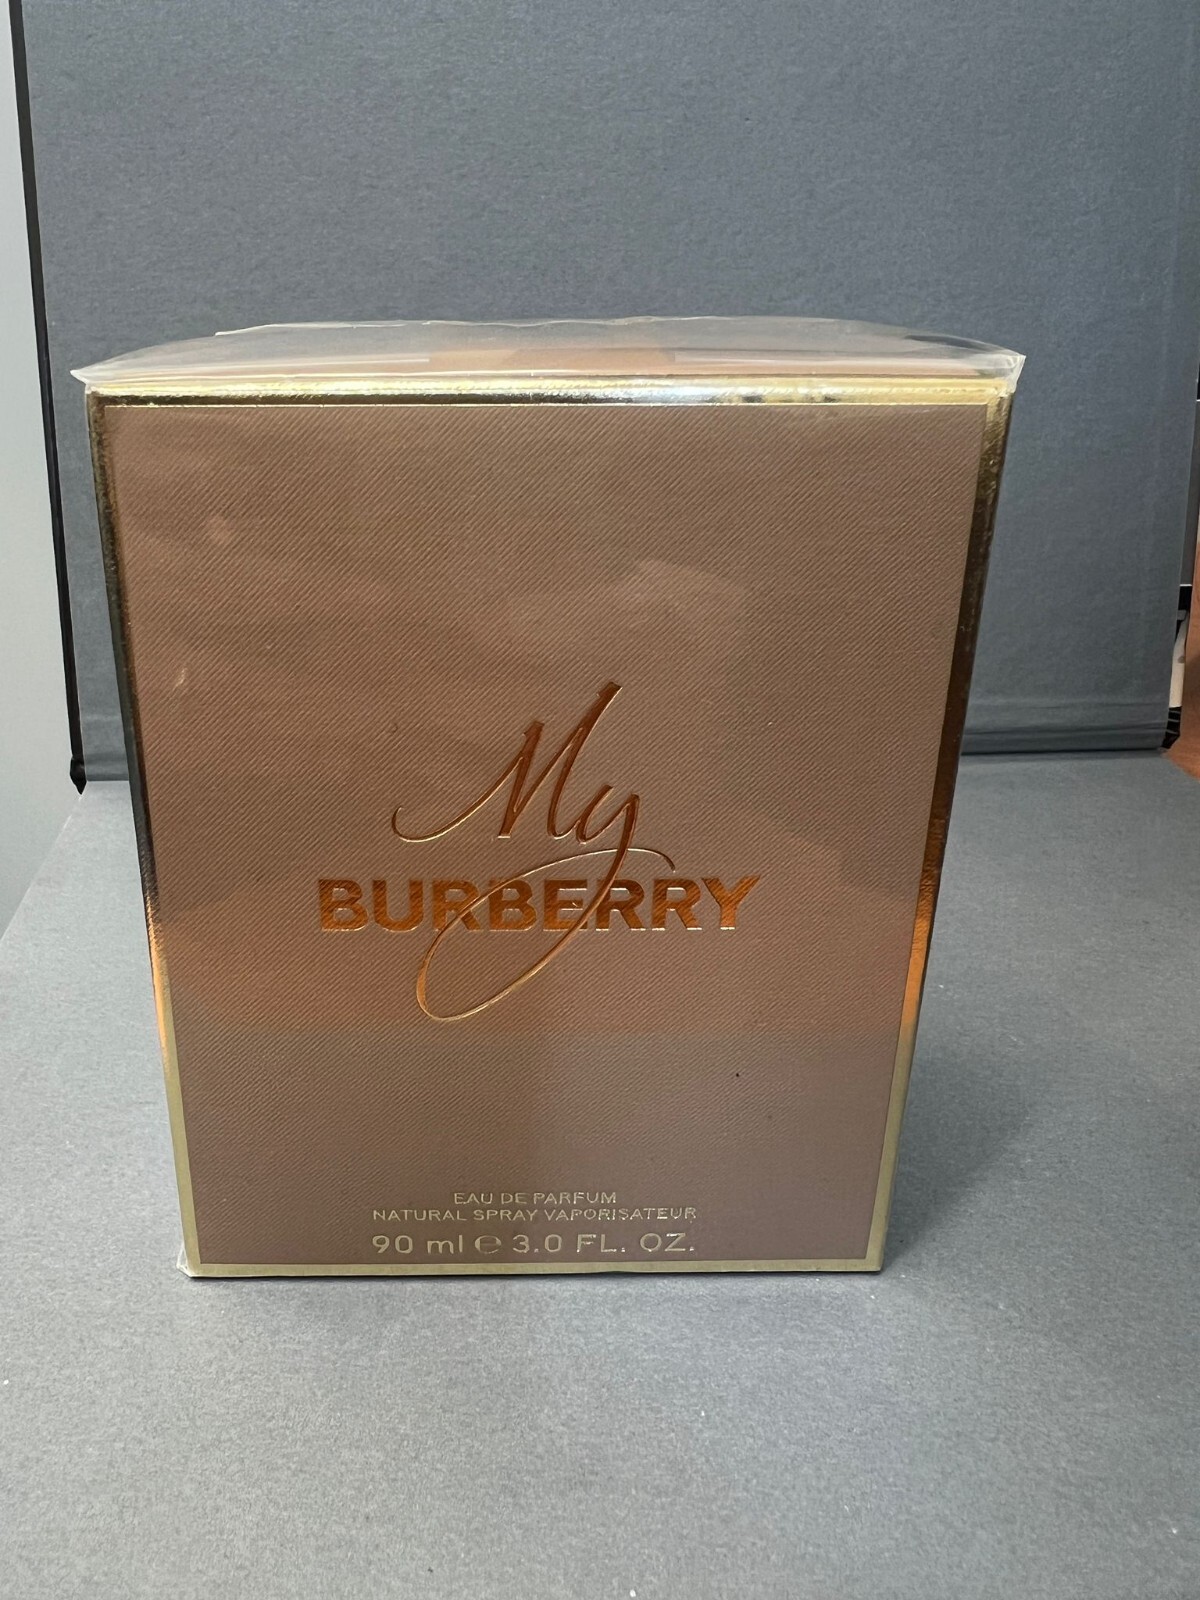 My
BURBERRY
EAU DE PARFUM
NATURAL SPRAY VAPORISATEUR
90 ml ℮ 3.0 FL. OZ.